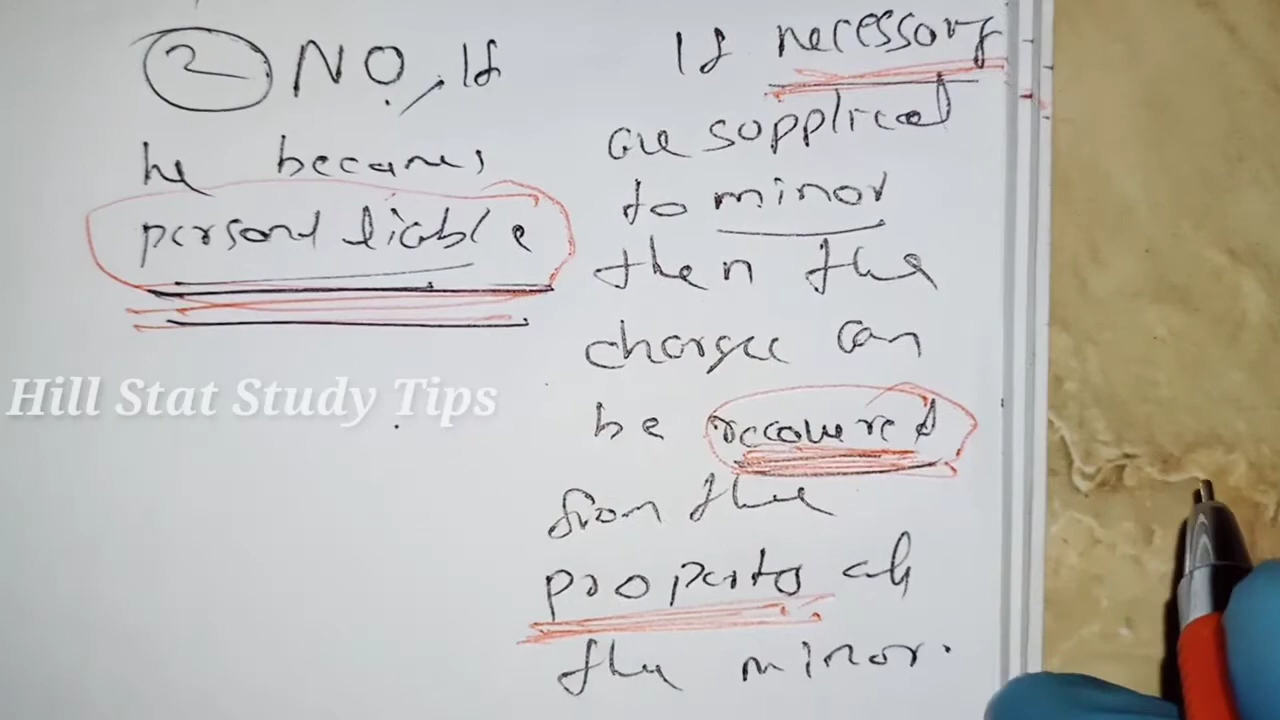 2 NO, If
he becomes
personal liable
If necessary
are supplied
to minor
then the
charges can
be recovered
from the
property of
the minor.
Hill Stat Study Tips